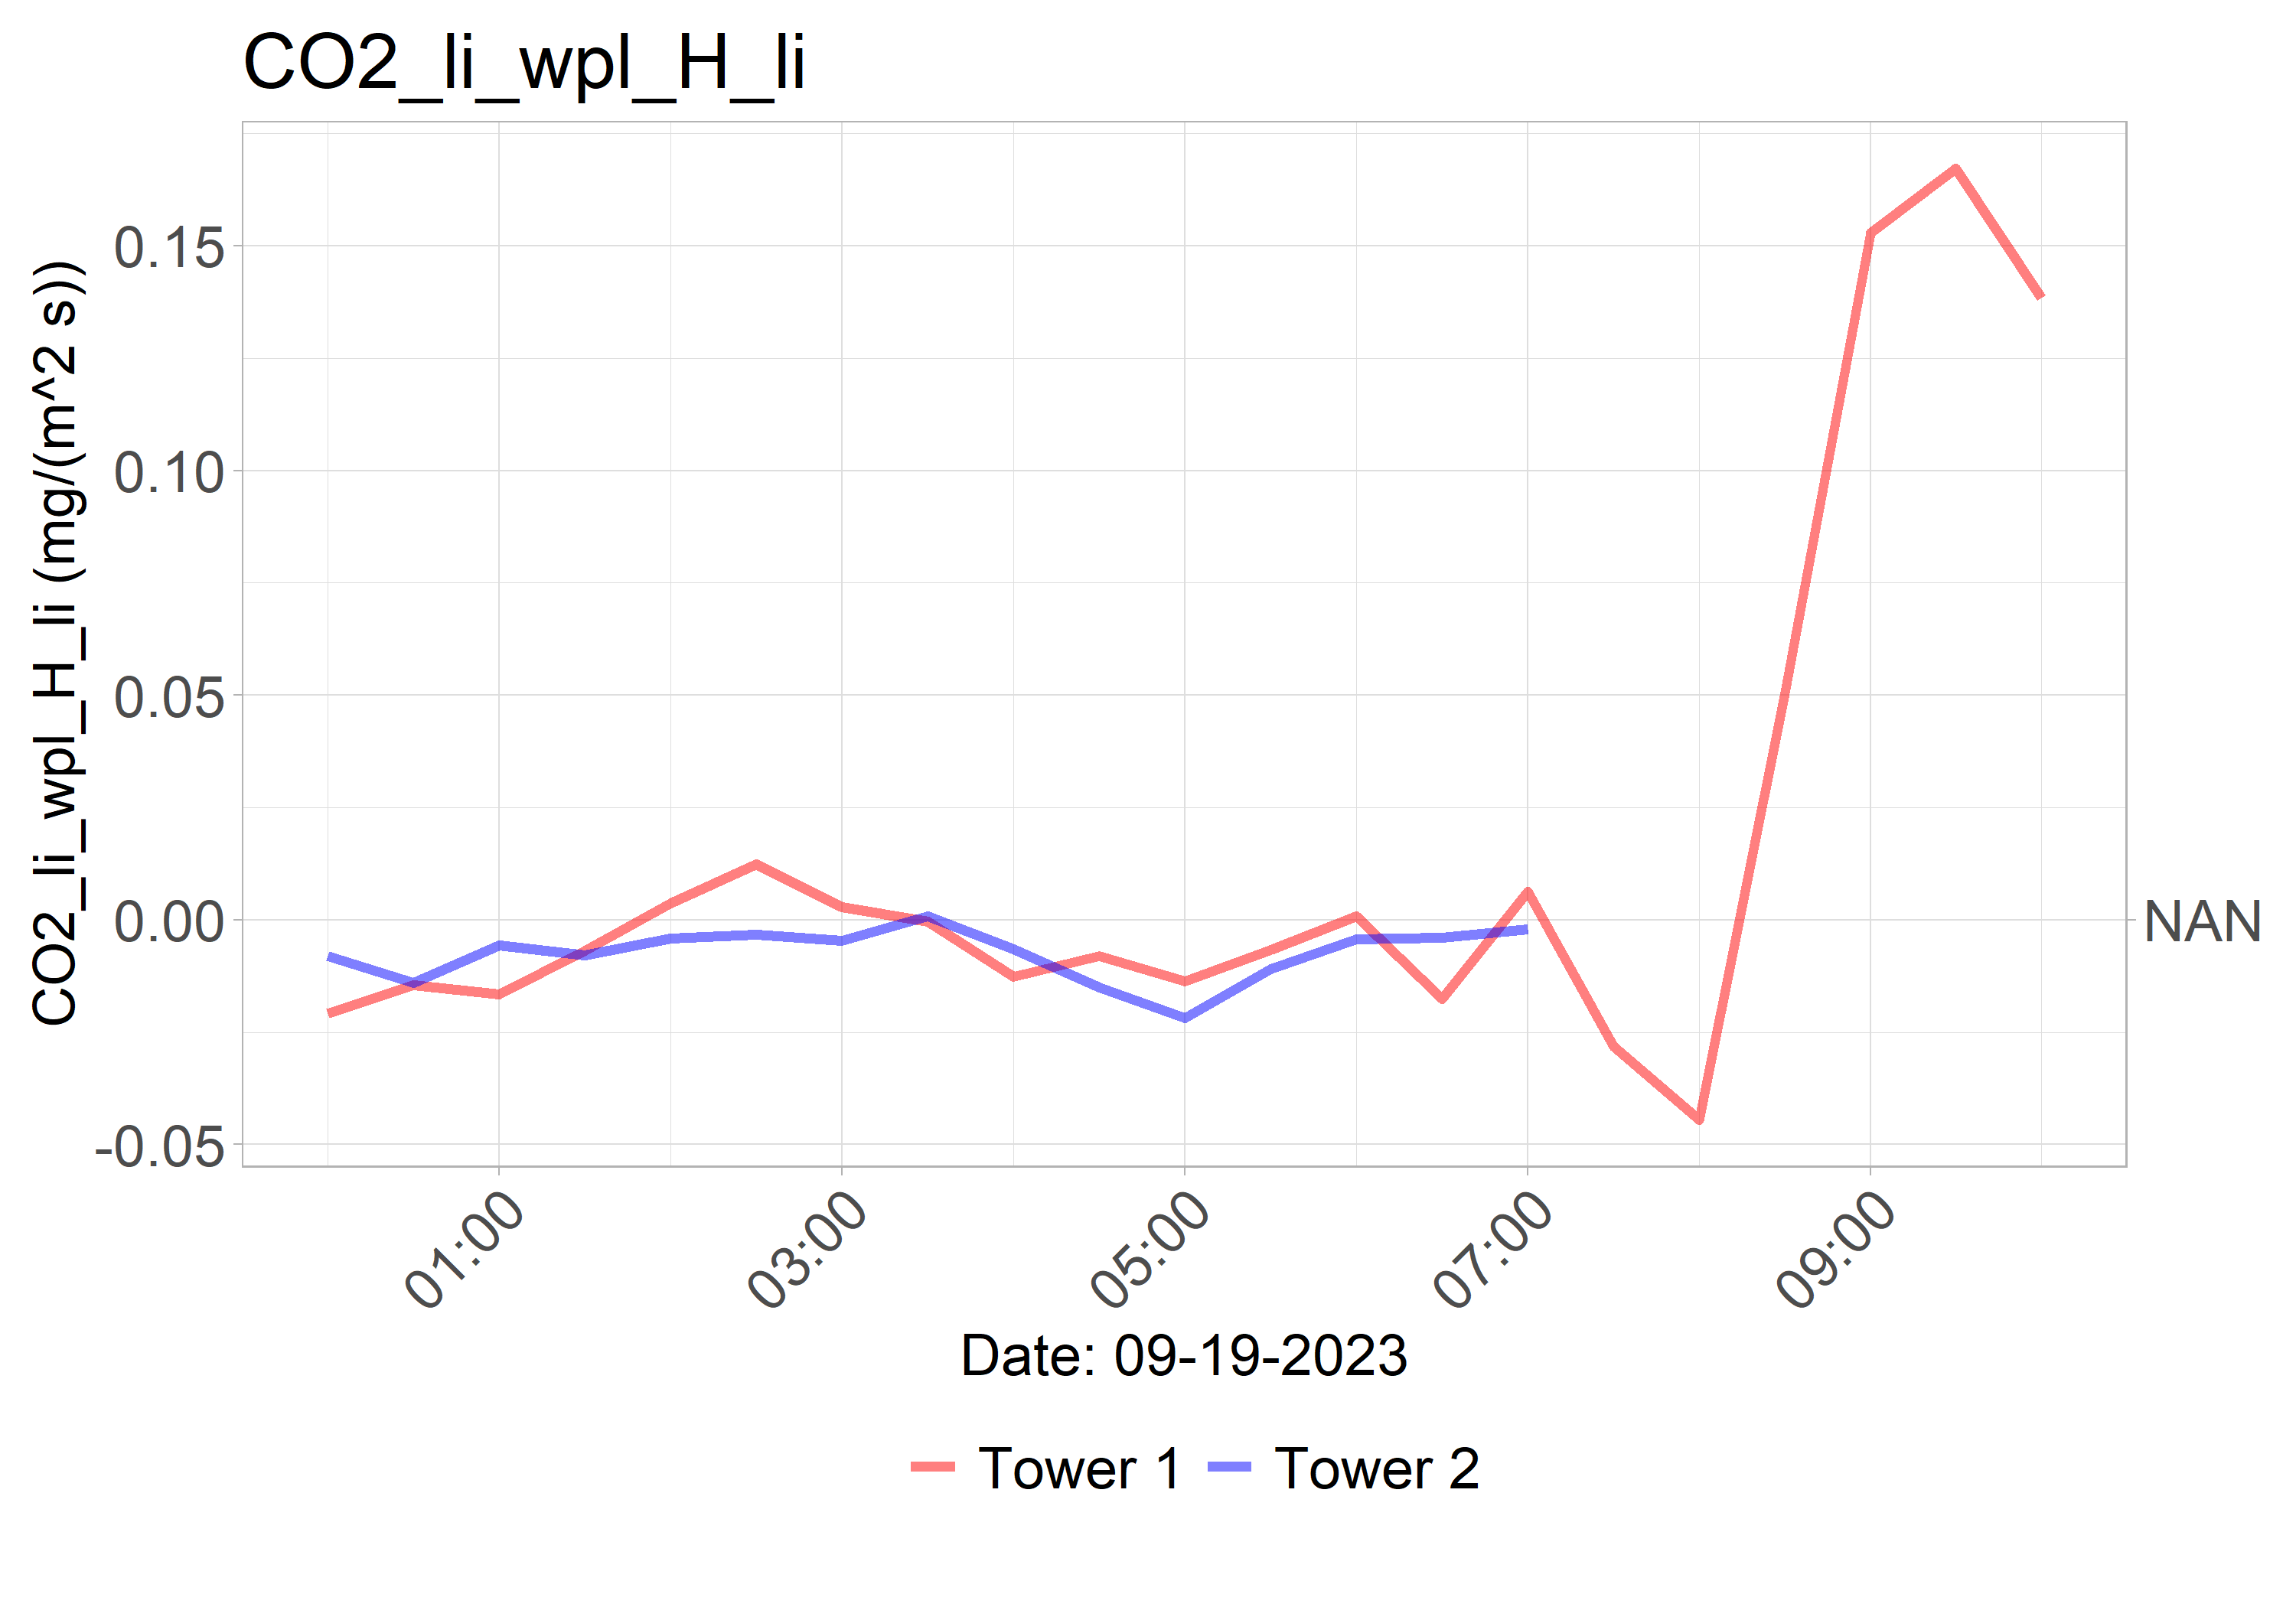 CO2_li_wpl_H_li
CO2_li_wpl_H_li (mg/(m^2 s))
0.15
0.10
0.05
0.00
-0.05
NAN
01:00
03:00
05:00
07:00
09:00
Date: 09-19-2023
Tower 1
Tower 2